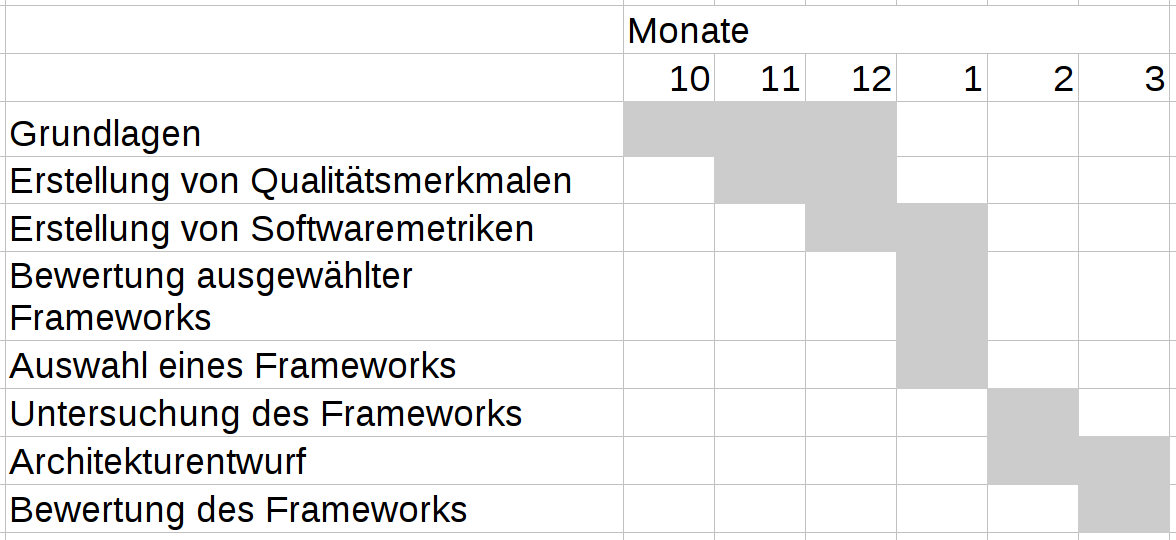 Monate
10 11 12 1 2 3
Grundlagen
Erstellung von Qualitätsmerkmalen
Erstellung von Softwaremetriken
Bewertung ausgewählter
Frameworks
Auswahl eines Frameworks
Untersuchung des Frameworks
Architekturentwurf
Bewertung des Frameworks